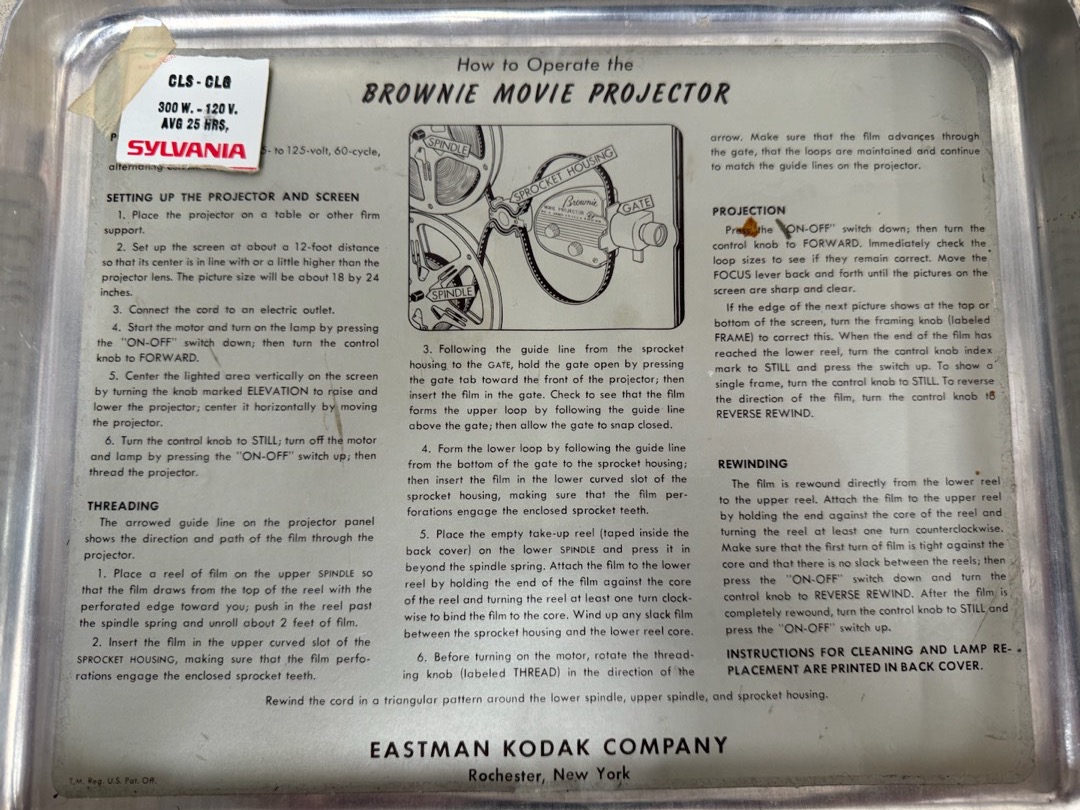 CLS - CLG
300 W. - 120 V.
AVG 25 HRS,
SYLVANIA
How to Operate the
BROWNIE MOVIE PROJECTOR
- to 125-volt, 60-cycle,
SETTING UP THE PROJECTOR AND SCREEN
1. Place the projector on a table or other firm
support.
2. Set up the screen at about a 12-foot distance
so that its center is in line with or a little higher than the
projector lens. The picture size will be about 18 by 24
inches.
3. Connect the cord to an electric outlet.
4. Start the motor and turn on the lamp by pressing
the "ON-OFF" switch down; then turn the control
knob to FORWARD.
5. Center the lighted area vertically on the screen
by turning the knob marked ELEVATION to raise and
lower the projector; center it horizontally by moving
the projector.
6. Turn the control knob to STILL; turn off the motor
and lamp by pressing the "ON-OFF" switch up; then
thread the projector.
THREADING
The arrowed guide line on the projector panel
shows the direction and path of the film through the
projector.
1. Place a reel of film on the upper SPINDLE so
that the film draws from the top of the reel with the
perforated edge toward you; push in the reel past
the spindle spring and unroll about 2 feet of film.
2. Insert the film in the upper curved slot of the
SPROCKET HOUSING, making sure that the film perfo-
rations engage the enclosed sprocket teeth.
SPINDLE
SPROCKET HOUSING
GATE
Brownie
MOVIE PROJECTOR
SPINDLE
3. Following the guide line from the sprocket
housing to the GATE, hold the gate open by pressing
the gate tab toward the front of the projector; then
insert the film in the gate. Check to see that the film
forms the upper loop by following the guide line
above the gate; then allow the gate to snap closed.
4. Form the lower loop by following the guide line
from the bottom of the gate to the sprocket housing;
then insert the film in the lower curved slot of the
sprocket housing, making sure that the film per-
forations engage the enclosed sprocket teeth.
5. Place the empty take-up reel (taped inside the
back cover) on the lower SPINDLE and press it in
beyond the spindle spring. Attach the film to the lower
reel by holding the end of the film against the core
of the reel and turning the reel at least one turn clock-
wise to bind the film to the core. Wind up any slack film
between the sprocket housing and the lower reel core.
6. Before turning on the motor, rotate the thread-
ing knob (labeled THREAD) in the direction of the
arrow. Make sure that the film advances through
the gate, that the loops are maintained and continue
to match the guide lines on the projector.
PROJECTION
Press the "ON-OFF" switch down; then turn the
control knob to FORWARD. Immediately check the
loop sizes to see if they remain correct. Move the
FOCUS lever back and forth until the pictures on the
screen are sharp and clear.
If the edge of the next picture shows at the top or
bottom of the screen, turn the framing knob (labeled
FRAME) to correct this. When the end of the film has
reached the lower reel, turn the control knob index
mark to STILL and press the switch up. To show a
single frame, turn the control knob to STILL. To reverse
the direction of the film, turn the control knob to
REVERSE REWIND.
REWINDING
The film is rewound directly from the lower reel
to the upper reel. Attach the film to the upper reel
by holding the end against the core of the reel and
turning the reel at least one turn counterclockwise.
Make sure that the first turn of film is tight against the
core and that there is no slack between the reels; then
press the "ON-OFF" switch down and turn the
control knob to REVERSE REWIND. After the film is
completely rewound, turn the control knob to STILL and
press the "ON-OFF" switch up.
INSTRUCTIONS FOR CLEANING AND LAMP RE-
PLACEMENT ARE PRINTED IN BACK COVER.
Rewind the cord in a triangular pattern around the lower spindle, upper spindle, and sprocket housing.
EASTMAN KODAK COMPANY
Rochester, New York
T.M. Reg. U.S. Pat. Off.